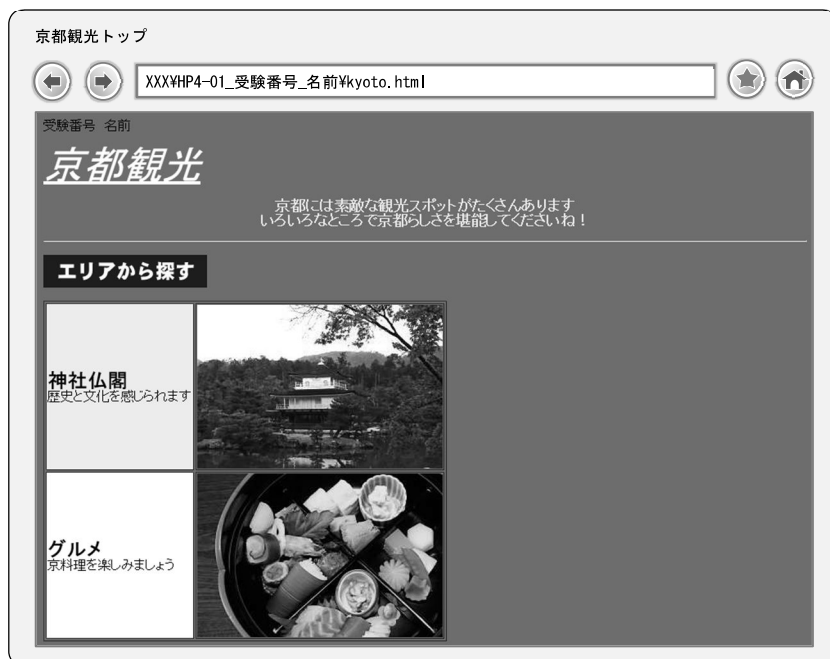 京都観光トップ
XXX¥HP4-01_受験番号_名前¥kyoto.html
受験番号 名前
京都観光
京都には素敵な観光スポットがたくさんあります
いろいろなところで京都らしさを堪能してくださいね！
エリアから探す
神社仏閣
歴史と文化を感じられます
グルメ
京料理を楽しみましょう